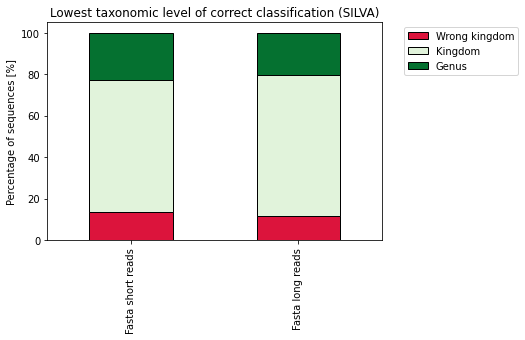 Lowest taxonomic level of correct classification (SILVA)
100
80
60
40
20
0
Percentage of sequences [%]
Fasta short reads
Fasta long reads
Wrong kingdom
Kingdom
Genus